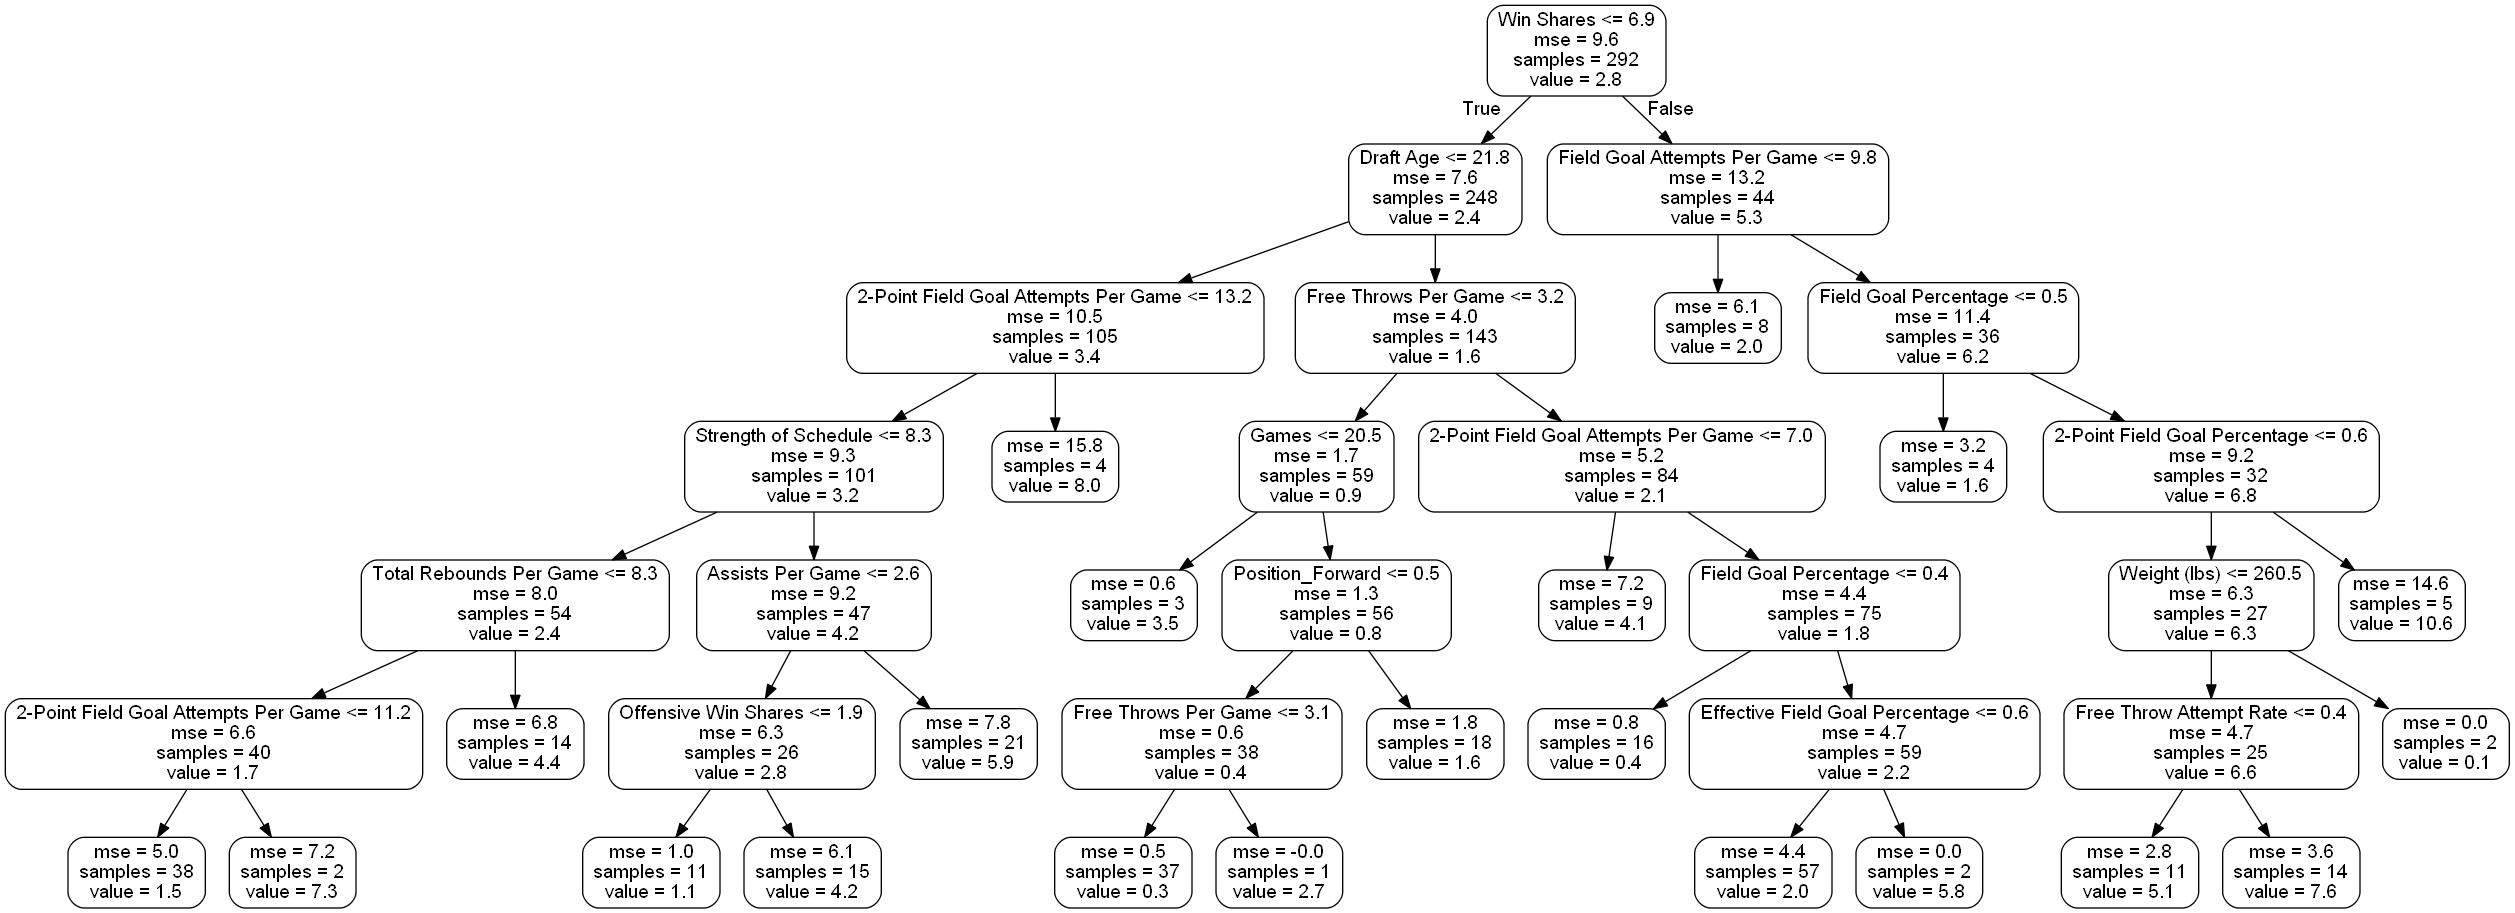 Win Shares <= 6.9
mse = 9.6
samples = 292
value = 2.8
True
False
Draft Age <= 21.8
mse = 7.6
samples = 248
value = 2.4
Field Goal Attempts Per Game <= 9.8
mse = 13.2
samples = 44
value = 5.3
2-Point Field Goal Attempts Per Game <= 13.2
mse = 10.5
samples = 105
value = 3.4
Free Throws Per Game <= 3.2
mse = 4.0
samples = 143
value = 1.6
mse = 6.1
samples = 8
value = 2.0
Field Goal Percentage <= 0.5
mse = 11.4
samples = 36
value = 6.2
Strength of Schedule <= 8.3
mse = 9.3
samples = 101
value = 3.2
mse = 15.8
samples = 4
value = 8.0
Games <= 20.5
mse = 1.7
samples = 59
value = 0.9
2-Point Field Goal Attempts Per Game <= 7.0
mse = 5.2
samples = 84
value = 2.1
mse = 3.2
samples = 4
value = 1.6
2-Point Field Goal Percentage <= 0.6
mse = 9.2
samples = 32
value = 6.8
Total Rebounds Per Game <= 8.3
mse = 8.0
samples = 54
value = 2.4
Assists Per Game <= 2.6
mse = 9.2
samples = 47
value = 4.2
mse = 0.6
samples = 3
value = 3.5
Position_Forward <= 0.5
mse = 1.3
samples = 56
value = 0.8
mse = 7.2
samples = 9
value = 4.1
Field Goal Percentage <= 0.4
mse = 4.4
samples = 75
value = 1.8
Weight (lbs) <= 260.5
mse = 6.3
samples = 27
value = 6.3
mse = 14.6
samples = 5
value = 10.6
2-Point Field Goal Attempts Per Game <= 11.2
mse = 6.6
samples = 40
value = 1.7
mse = 6.8
samples = 14
value = 4.4
Offensive Win Shares <= 1.9
mse = 6.3
samples = 26
value = 2.8
mse = 7.8
samples = 21
value = 5.9
Free Throws Per Game <= 3.1
mse = 0.6
samples = 38
value = 0.4
mse = 1.8
samples = 18
value = 1.6
mse = 0.8
samples = 16
value = 0.4
Effective Field Goal Percentage <= 0.6
mse = 4.7
samples = 59
value = 2.2
Free Throw Attempt Rate <= 0.4
mse = 4.7
samples = 25
value = 6.6
mse = 0.0
samples = 2
value = 0.1
mse = 5.0
samples = 38
value = 1.5
mse = 7.2
samples = 2
value = 7.3
mse = 1.0
samples = 11
value = 1.1
mse = 6.1
samples = 15
value = 4.2
mse = 0.5
samples = 37
value = 0.3
mse = -0.0
samples = 1
value = 2.7
mse = 4.4
samples = 57
value = 2.0
mse = 0.0
samples = 2
value = 5.8
mse = 2.8
samples = 11
value = 5.1
mse = 3.6
samples = 14
value = 7.6